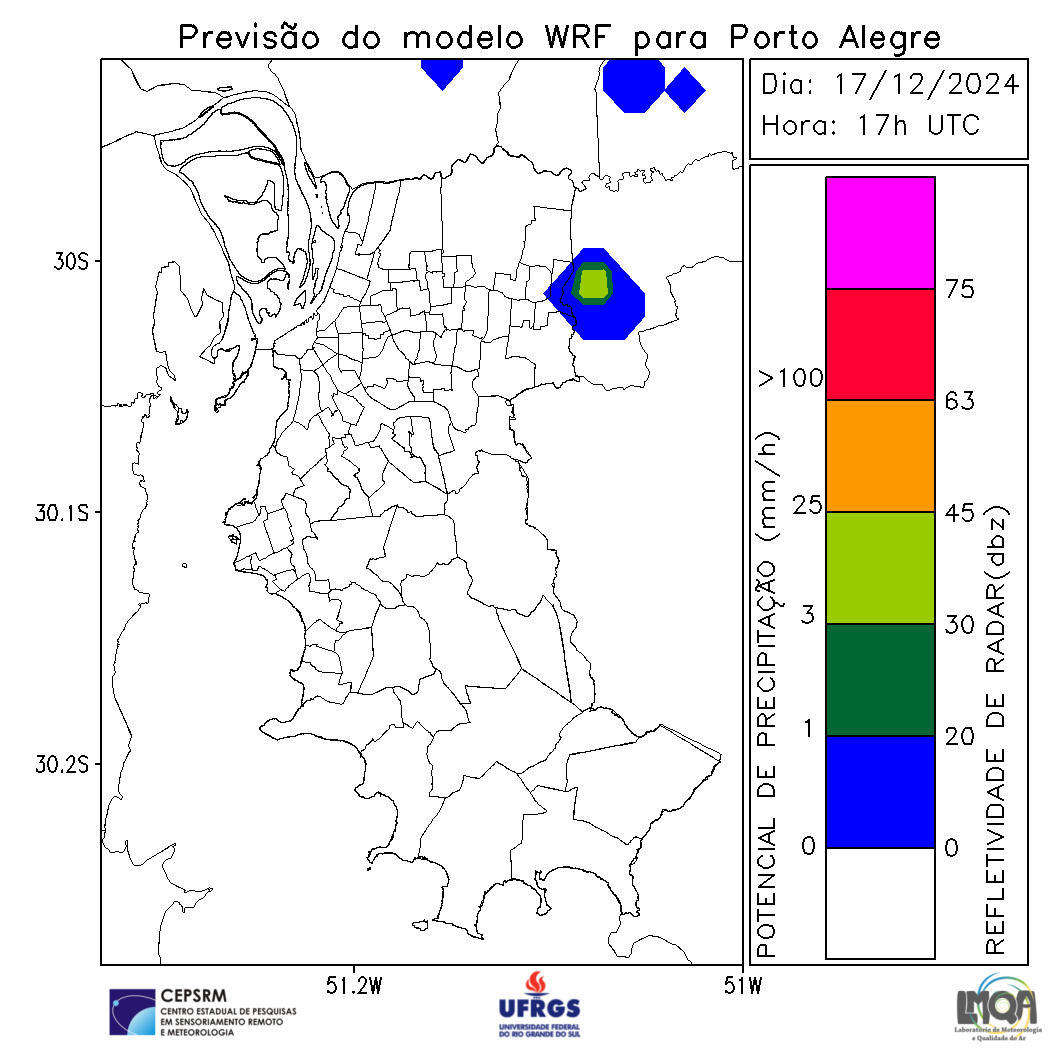 Previsão do modelo WRF para Porto Alegre
Dia: 17/12/2024
Hora: 17h UTC
30S
30.1S
30.2S
51.2W
51W
POTENCIAL DE PRECIPITAÇÃO (mm/h)
>100
25
3
1
0
75
63
45
30
20
0
REFLETIVIDADE DE RADAR(dbz)
CEPSRM
CENTRO ESTADUAL DE PESQUISAS
EM SENSORIAMENTO REMOTO
E METEOROLOGIA
UFRGS
UNIVERSIDADE FEDERAL
DO RIO GRANDE DO SUL
LMQA
Laboratório de Meteorologia
e Qualidade do Ar